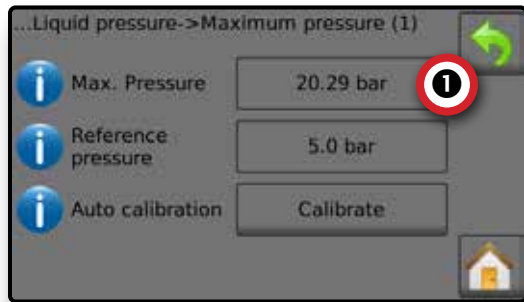 ...Liquid pressure->Maximum pressure (1)
i Max. Pressure 20.29 bar 1
i Reference pressure 5.0 bar
i Auto calibration Calibrate